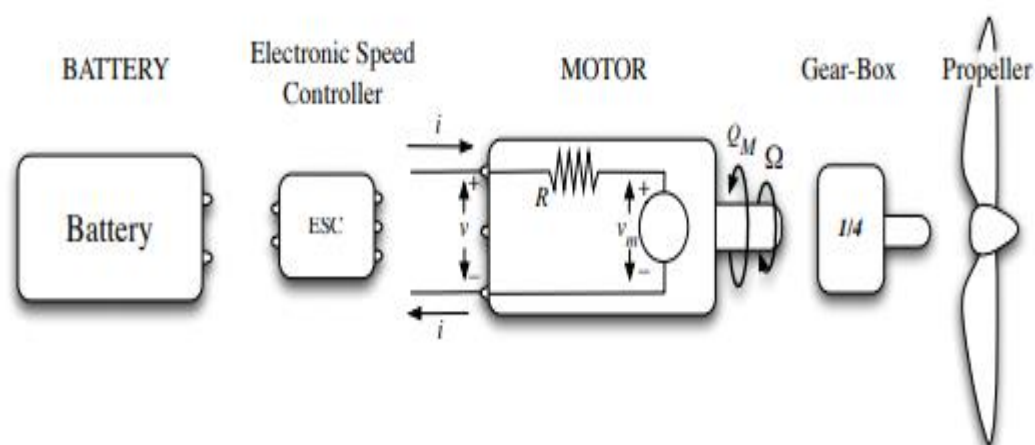 BATTERY
Electronic Speed
Controller
MOTOR
Gear-Box
Propeller
Battery
ESC
i
+
v
−
i
R
+
v_m
−
Q_M
Ω
1/4